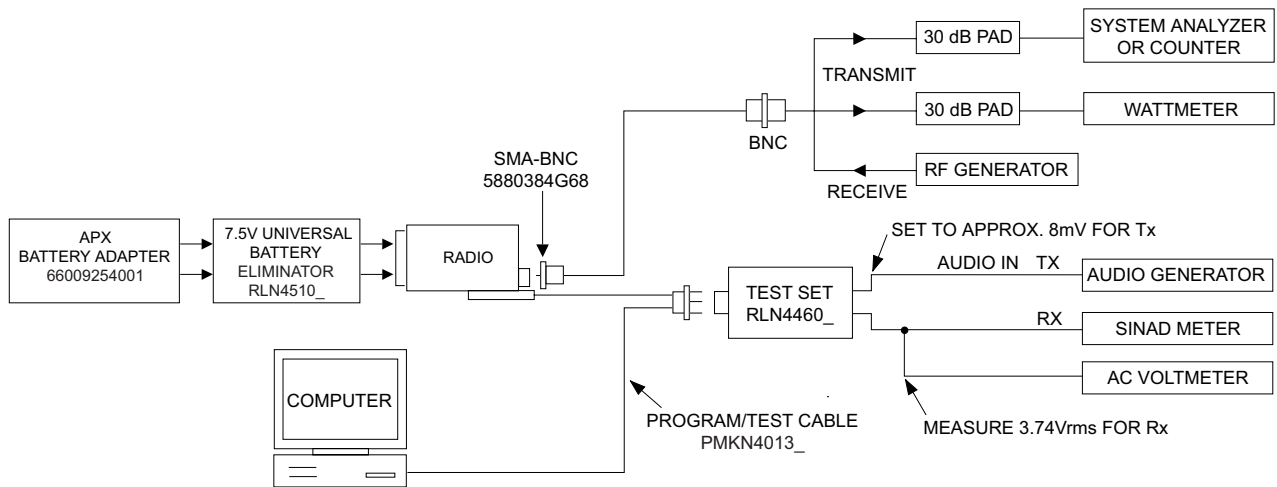 30 dB PAD
SYSTEM ANALYZER
OR COUNTER
TRANSMIT
30 dB PAD
WATTMETER
BNC
RF GENERATOR
RECEIVE
SMA-BNC
5880384G68
APX
BATTERY ADAPTER
66009254001
7.5V UNIVERSAL
BATTERY
ELIMINATOR
RLN4510_
RADIO
SET TO APPROX. 8mV FOR Tx
AUDIO IN TX
AUDIO GENERATOR
TEST SET
RLN4460_
RX
SINAD METER
AC VOLTMETER
MEASURE 3.74Vrms FOR Rx
COMPUTER
PROGRAM/TEST CABLE
PMKN4013_